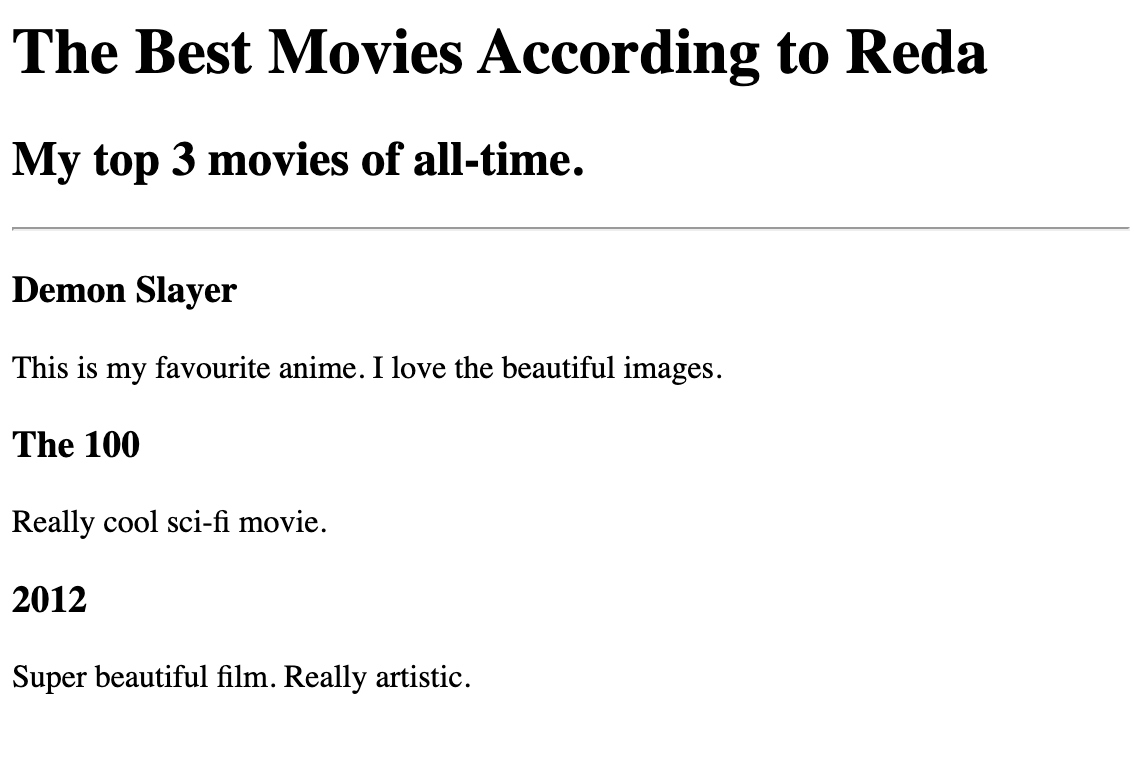 The Best Movies According to Reda
My top 3 movies of all-time.
Demon Slayer
This is my favourite anime. I love the beautiful images.
The 100
Really cool sci-fi movie.
2012
Super beautiful film. Really artistic.